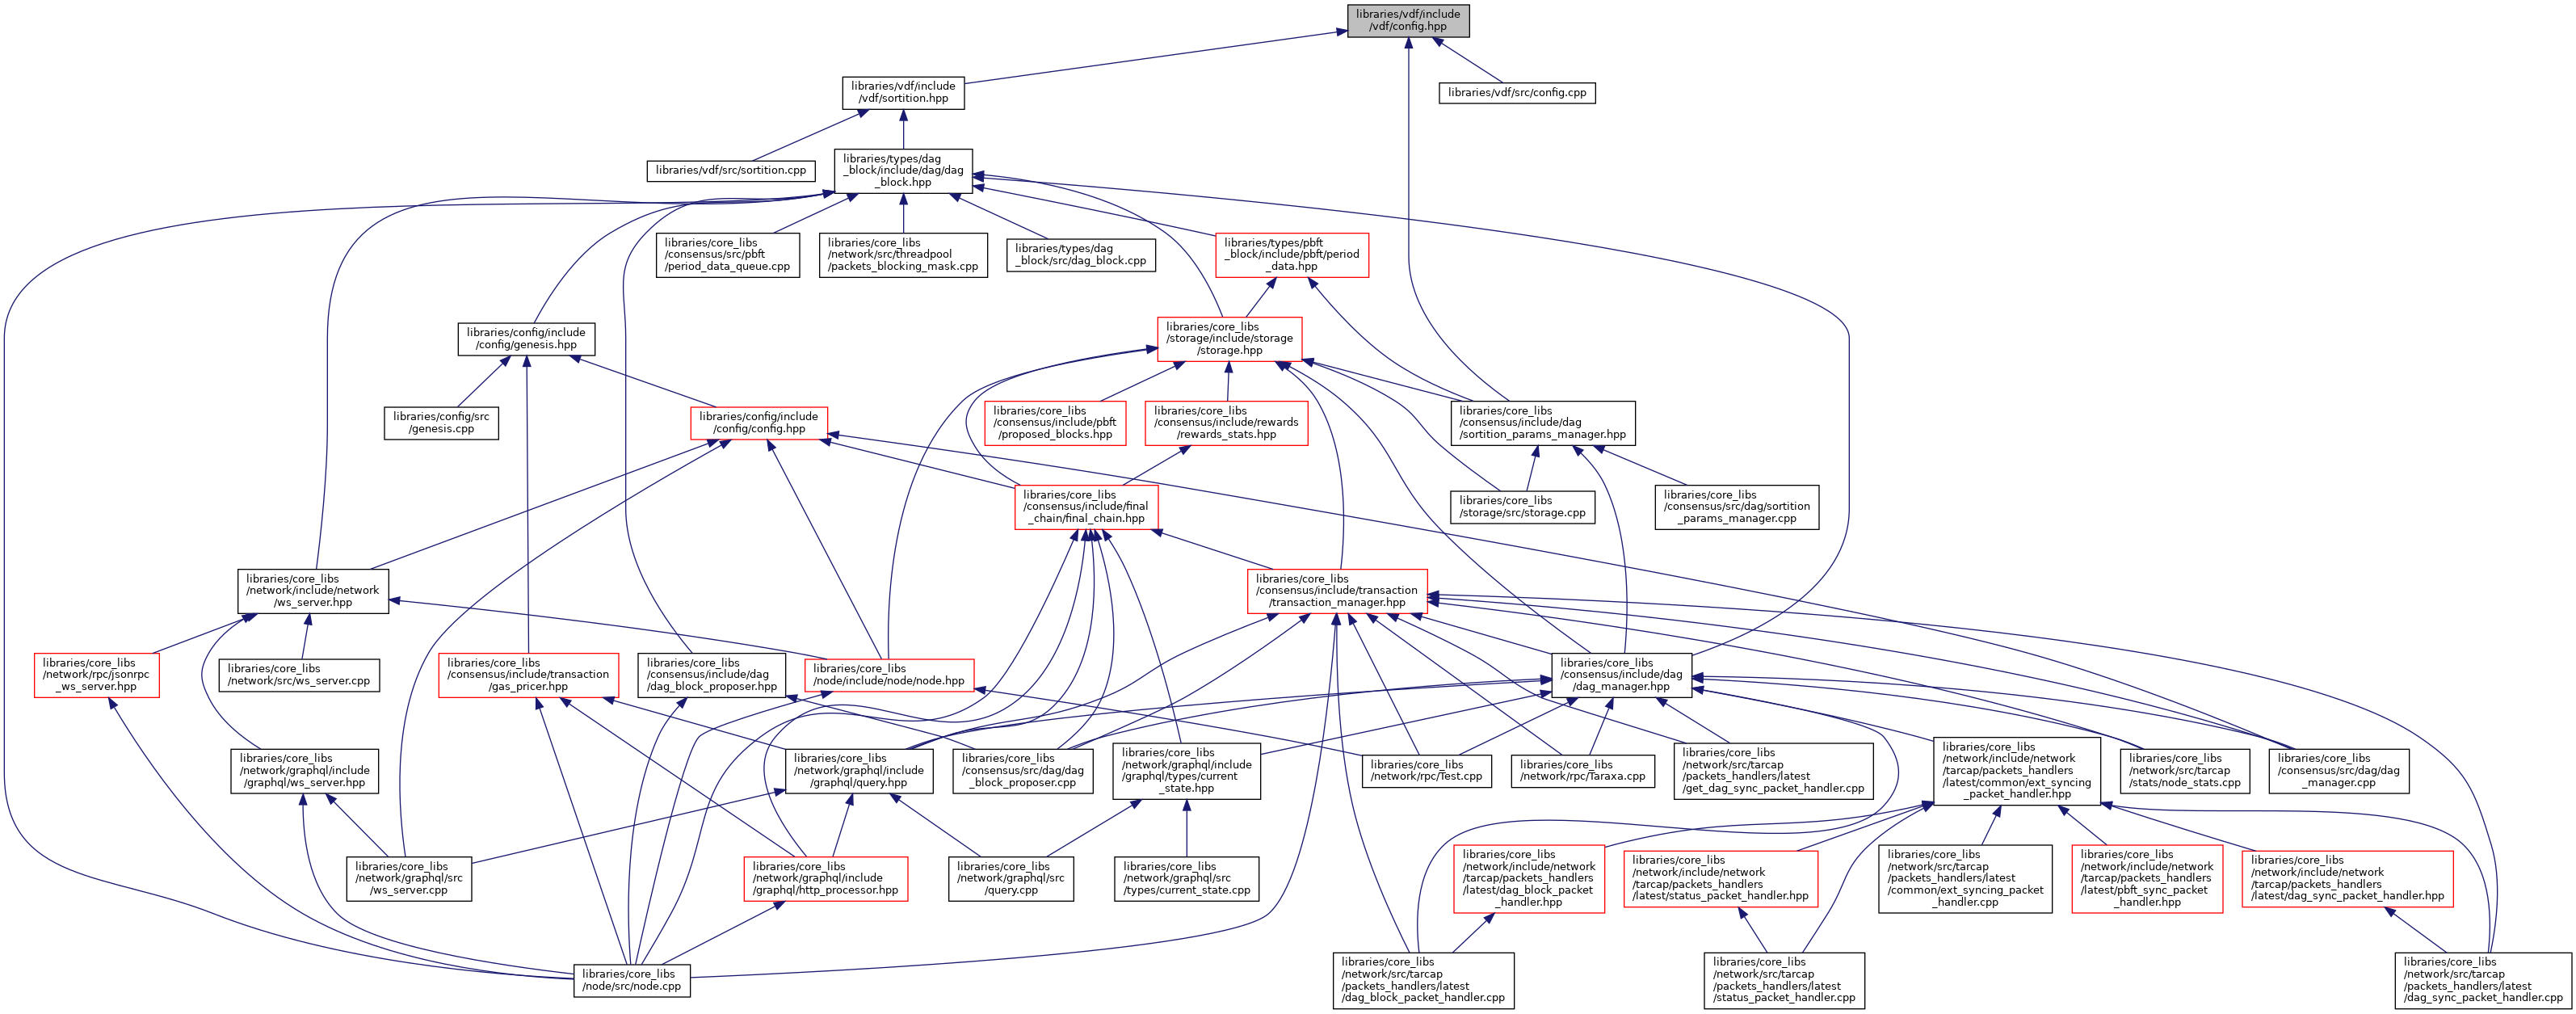 libraries/vdf/include
/vdf/config.hpp
libraries/vdf/include
/vdf/sortition.hpp
libraries/vdf/src/config.cpp
libraries/vdf/src/sortition.cpp
libraries/types/dag
_block/include/dag/dag
_block.hpp
libraries/core_libs
/consensus/src/pbft
/period_data_queue.cpp
libraries/core_libs
/network/src/threadpool
/packets_blocking_mask.cpp
libraries/types/dag
_block/src/dag_block.cpp
libraries/types/pbft
_block/include/pbft/period
_data.hpp
libraries/config/include
/config/genesis.hpp
libraries/core_libs
/storage/include/storage
/storage.hpp
libraries/config/src
/genesis.cpp
libraries/config/include
/config/config.hpp
libraries/core_libs
/consensus/include/pbft
/proposed_blocks.hpp
libraries/core_libs
/consensus/include/rewards
/rewards_stats.hpp
libraries/core_libs
/consensus/include/dag
/sortition_params_manager.hpp
libraries/core_libs
/consensus/include/final
_chain/final_chain.hpp
libraries/core_libs
/storage/src/storage.cpp
libraries/core_libs
/consensus/src/dag/sortition
_params_manager.cpp
libraries/core_libs
/network/include/network
/ws_server.hpp
libraries/core_libs
/consensus/include/transaction
/transaction_manager.hpp
libraries/core_libs
/network/rpc/jsonrpc
_ws_server.hpp
libraries/core_libs
/network/src/ws_server.cpp
libraries/core_libs
/consensus/include/transaction
/gas_pricer.hpp
libraries/core_libs
/consensus/include/dag
/dag_block_proposer.hpp
libraries/core_libs
/node/include/node/node.hpp
libraries/core_libs
/consensus/include/dag
/dag_manager.hpp
libraries/core_libs
/network/graphql/include
/graphql/ws_server.hpp
libraries/core_libs
/network/graphql/include
/graphql/query.hpp
libraries/core_libs
/consensus/src/dag/dag
_block_proposer.cpp
libraries/core_libs
/network/graphql/include
/graphql/types/current
_state.hpp
libraries/core_libs
/network/rpc/Test.cpp
libraries/core_libs
/network/rpc/Taraxa.cpp
libraries/core_libs
/network/src/tarcap
/packets_handlers/latest
/get_dag_sync_packet_handler.cpp
libraries/core_libs
/network/include/network
/tarcap/packets_handlers
/latest/common/ext_syncing
_packet_handler.hpp
libraries/core_libs
/network/src/tarcap
/stats/node_stats.cpp
libraries/core_libs
/consensus/src/dag/dag
_manager.cpp
libraries/core_libs
/network/graphql/src
/ws_server.cpp
libraries/core_libs
/network/graphql/include
/graphql/http_processor.hpp
libraries/core_libs
/network/graphql/src
/query.cpp
libraries/core_libs
/network/graphql/src
/types/current_state.cpp
libraries/core_libs
/network/include/network
/tarcap/packets_handlers
/latest/dag_block_packet
_handler.hpp
libraries/core_libs
/network/include/network
/tarcap/packets_handlers
/latest/status_packet_handler.hpp
libraries/core_libs
/network/src/tarcap
/packets_handlers/latest
/common/ext_syncing_packet
_handler.cpp
libraries/core_libs
/network/include/network
/tarcap/packets_handlers
/latest/pbft_sync_packet
_handler.hpp
libraries/core_libs
/network/include/network
/tarcap/packets_handlers
/latest/dag_sync_packet_handler.hpp
libraries/core_libs
/node/src/node.cpp
libraries/core_libs
/network/src/tarcap
/packets_handlers/latest
/dag_block_packet_handler.cpp
libraries/core_libs
/network/src/tarcap
/packets_handlers/latest
/status_packet_handler.cpp
libraries/core_libs
/network/src/tarcap
/packets_handlers/latest
/dag_sync_packet_handler.cpp